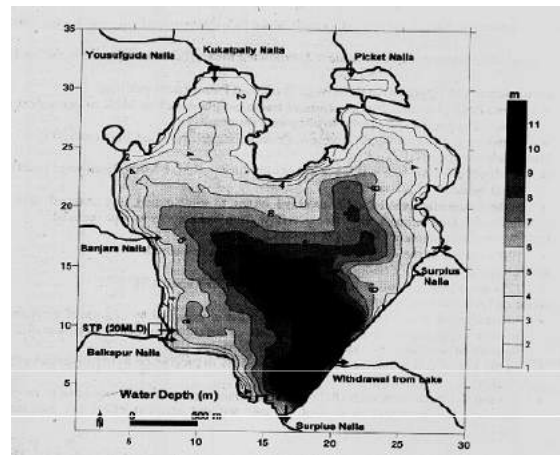 35
Yousufguda Nalla
Kukatpally Nalla
Picket Nalla
30
25
20
15
10
5
Banjara Nalla
STP (20MLD)
Balkapur Nalla
Surplus
Nalla
Withdrawal from Lake
Surplus Nalla
Water Depth (m)
N
0
600 m
5
10
15
20
25
30
m
11
10
9
8
7
6
5
4
3
2
1